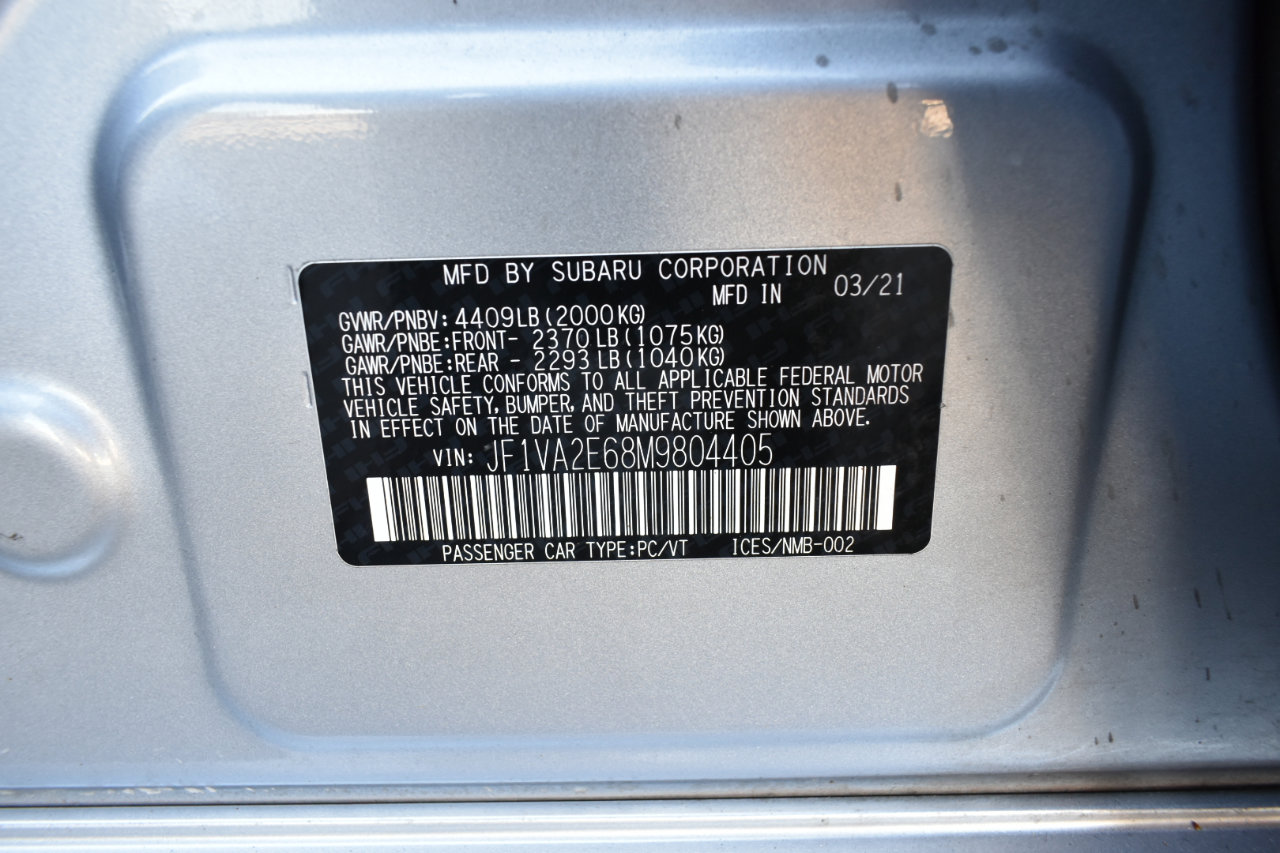 MFD BY SUBARU CORPORATION
MFD IN 03/21
GVWR/PNBV: 4409LB(2000KG)
GAWR/PNBE:FRONT- 2370LB(1075KG)
GAWR/PNBE:REAR - 2293LB(1040KG)
THIS VEHICLE CONFORMS TO ALL APPLICABLE FEDERAL MOTOR
VEHICLE SAFETY, BUMPER, AND THEFT PREVENTION STANDARDS
IN EFFECT ON THE DATE OF MANUFACTURE SHOWN ABOVE.
VIN: JF1VA2E68M9804405
PASSENGER CAR TYPE:PC/VT ICES/NMB-002